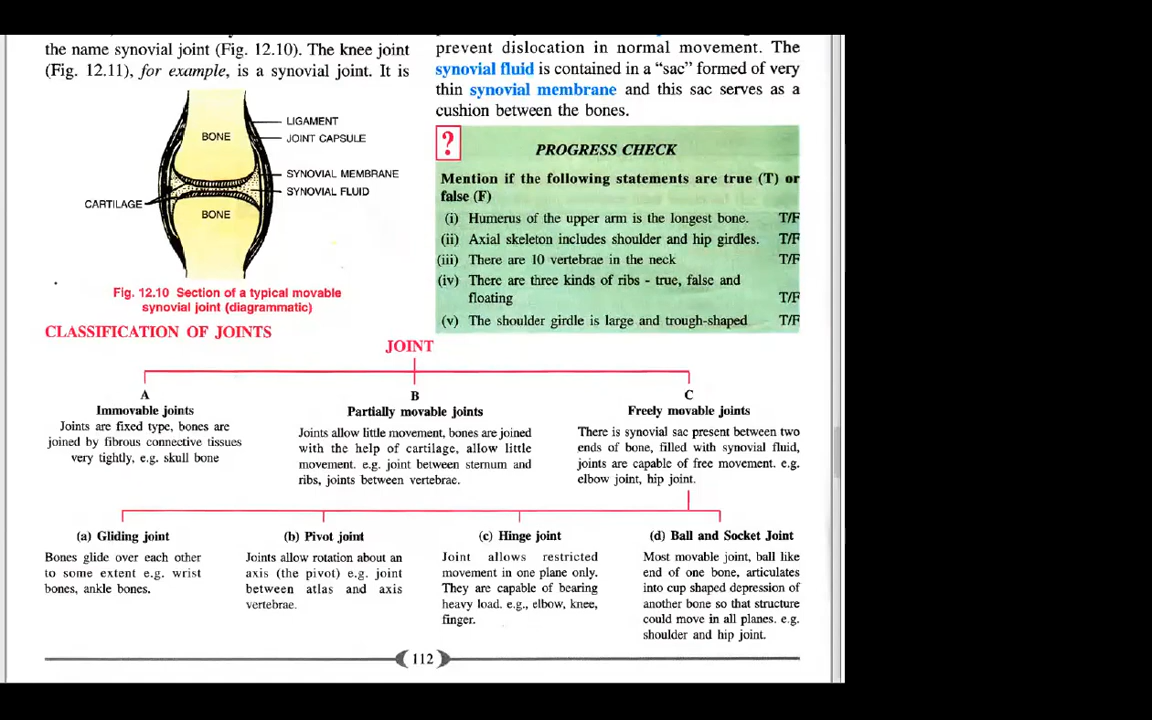 the name synovial joint (Fig. 12.10). The knee joint
(Fig. 12.11), for example, is a synovial joint. It is
BONE
LIGAMENT
JOINT CAPSULE
SYNOVIAL MEMBRANE
SYNOVIAL FLUID
CARTILAGE
BONE
Fig. 12.10 Section of a typical movable
synovial joint (diagrammatic)
prevent dislocation in normal movement. The
synovial fluid is contained in a “sac” formed of very
thin synovial membrane and this sac serves as a
cushion between the bones.
?
PROGRESS CHECK
Mention if the following statements are true (T) or
false (F)
(i) Humerus of the upper arm is the longest bone. T/F
(ii) Axial skeleton includes shoulder and hip girdles. T/F
(iii) There are 10 vertebrae in the neck T/F
(iv) There are three kinds of ribs - true, false and
floating T/F
(v) The shoulder girdle is large and trough-shaped T/F
CLASSIFICATION OF JOINTS
JOINT
A
Immovable joints
Joints are fixed type, bones are
joined by fibrous connective tissues
very tightly, e.g. skull bone
B
Partially movable joints
Joints allow little movement, bones are joined
with the help of cartilage, allow little
movement. e.g. joint between sternum and
ribs, joints between vertebrae.
C
Freely movable joints
There is synovial sac present between two
ends of bone, filled with synovial fluid,
joints are capable of free movement. e.g.
elbow joint, hip joint.
(a) Gliding joint
Bones glide over each other
to some extent e.g. wrist
bones, ankle bones.
(b) Pivot joint
Joints allow rotation about an
axis (the pivot) e.g. joint
between atlas and axis
vertebrae.
(c) Hinge joint
Joint allows restricted
movement in one plane only.
They are capable of bearing
heavy load. e.g., elbow, knee,
finger.
(d) Ball and Socket Joint
Most movable joint, ball like
end of one bone, articulates
into cup shaped depression of
another bone so that structure
could move in all planes. e.g.
shoulder and hip joint.
112